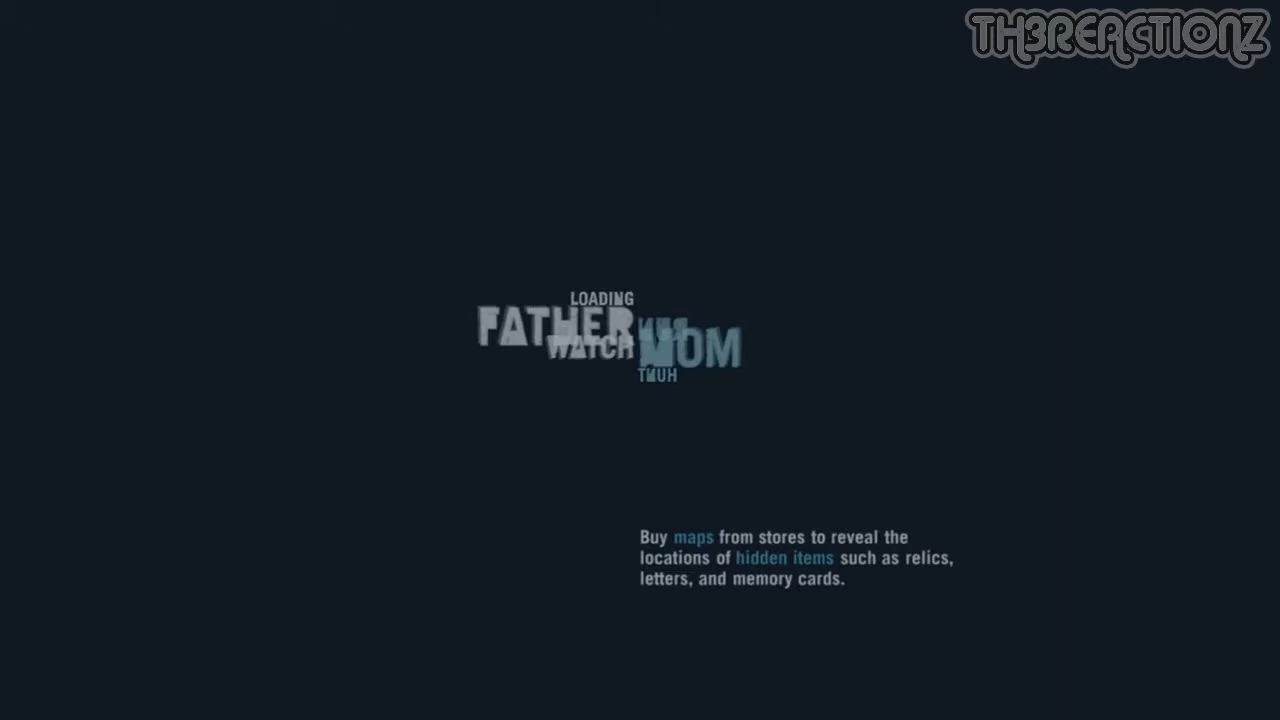 TH3REACTIONZ
LOADING
FATHER
WATCH
MOM
HUNT
Buy maps from stores to reveal the
locations of hidden items such as relics,
letters, and memory cards.